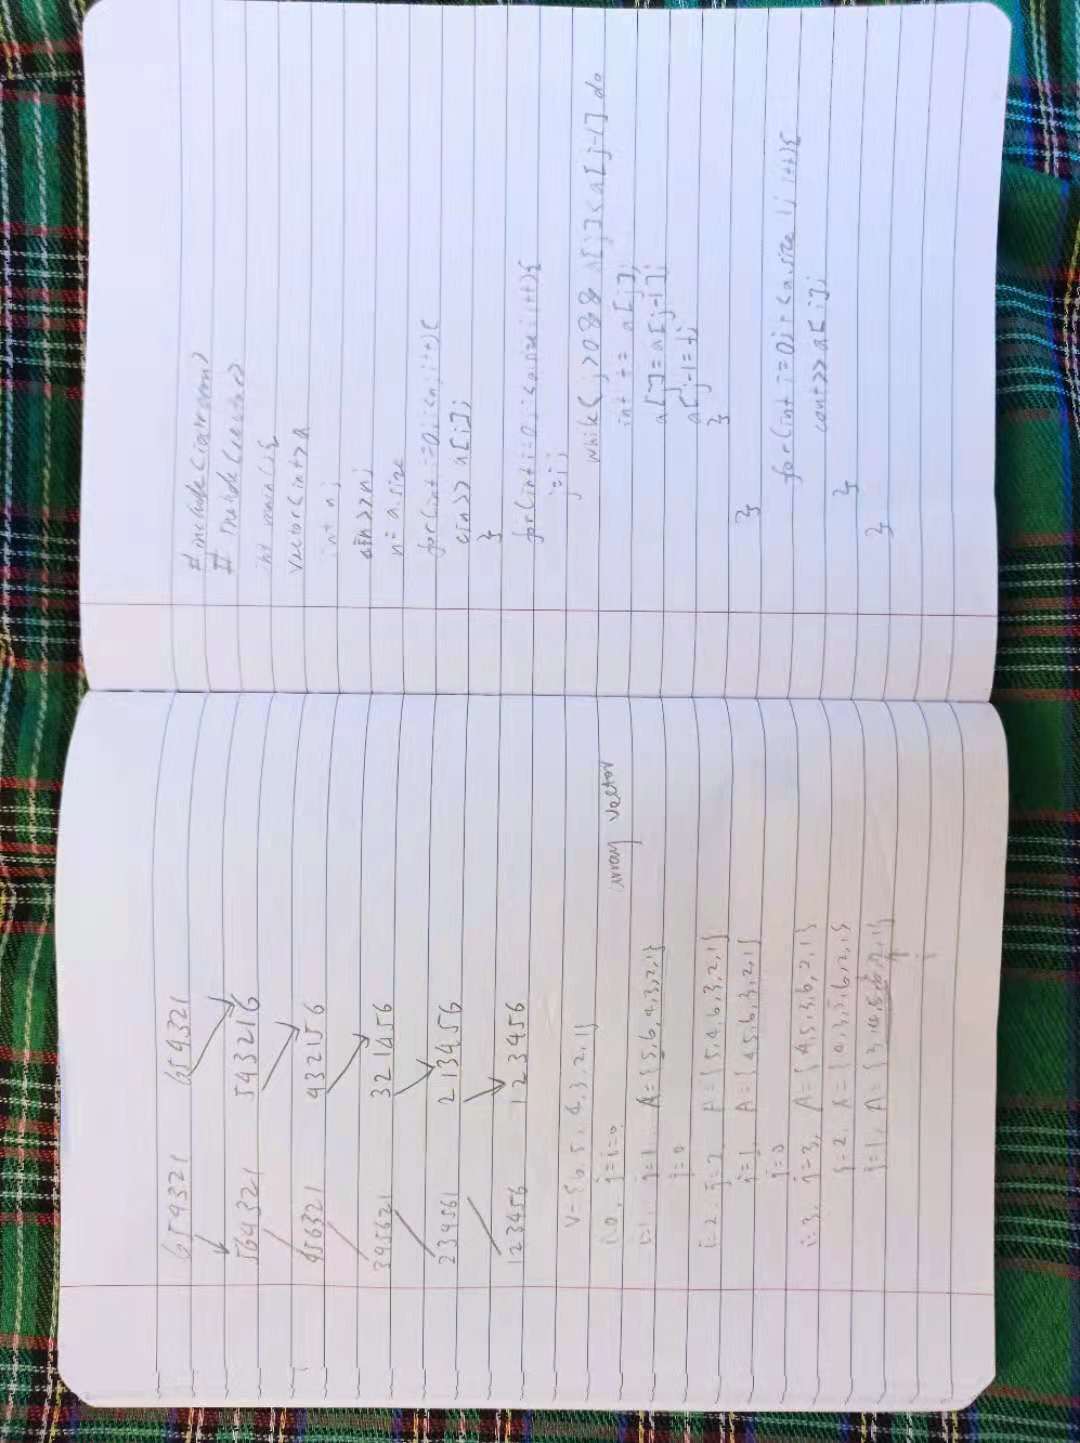 654321 654321
564321 543216
456321 432156
345621 321456
234561 213456
123456 123456
V={6,5,4,3,2,1}
i=0, j=i=0 array vector
i=1, j=1, A={5,6,4,3,2,1}
j=0
i=2, j=2, A={5,4,6,3,2,1}
j=1, A={4,5,6,3,2,1}
j=0
i=3, j=3, A={4,5,3,6,2,1}
j=2, A={4,3,5,6,2,1}
j=1, A={3,4,5,6,2,1}
#include<iostream>
#include<vector>
int main(){
vector<int> a
int n;
cin>>n;
n=a.size
for(int i=0;i<n;i++){
cin>>a[i];
}
for(int i=0;i<a.size;i++){
j=i;
while(j>0&&a[j]<a[j-1] do
int t=a[j];
a[j]=a[j-1];
a[j-1=t;
}
}
for(int i=0;i<a.size 1;i++){
cout>>a[i];
}
}